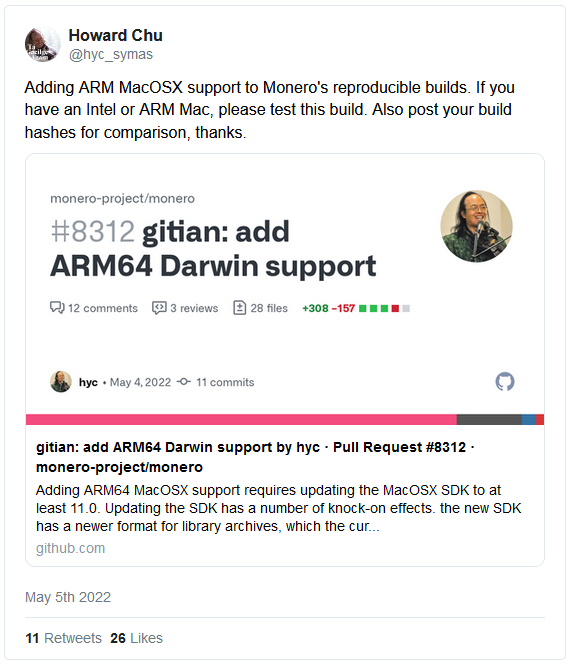 Howard Chu
@hyc_symas
Adding ARM MacOSX support to Monero's reproducible builds. If you
have an Intel or ARM Mac, please test this build. Also post your build
hashes for comparison, thanks.
monero-project/monero
#8312 gitian: add
ARM64 Darwin support
12 comments 3 reviews 28 files +308 −157
hyc • May 4, 2022 11 commits
gitian: add ARM64 Darwin support by hyc · Pull Request #8312 ·
monero-project/monero
Adding ARM64 MacOSX support requires updating the MacOSX SDK to at
least 11.0. Updating the SDK has a number of knock-on effects. the new SDK
has a newer format for library archives, which the cur...
github.com
May 5th 2022
11 Retweets 26 Likes